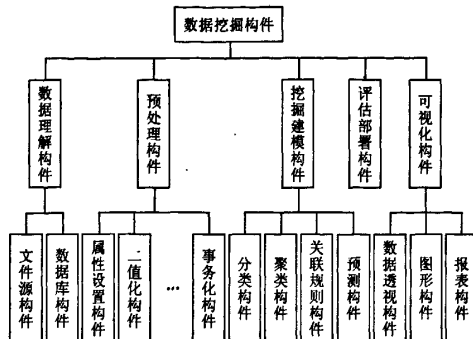 数据挖掘构件
数据理解构件
预处理构件
挖掘建模构件
评估部署构件
可视化构件
文件源构件
数据库构件
属性设置构件
二值化构件
...
事务化构件
分类构件
聚类构件
关联规则构件
预测构件
数据透视构件
图形构件
报表构件